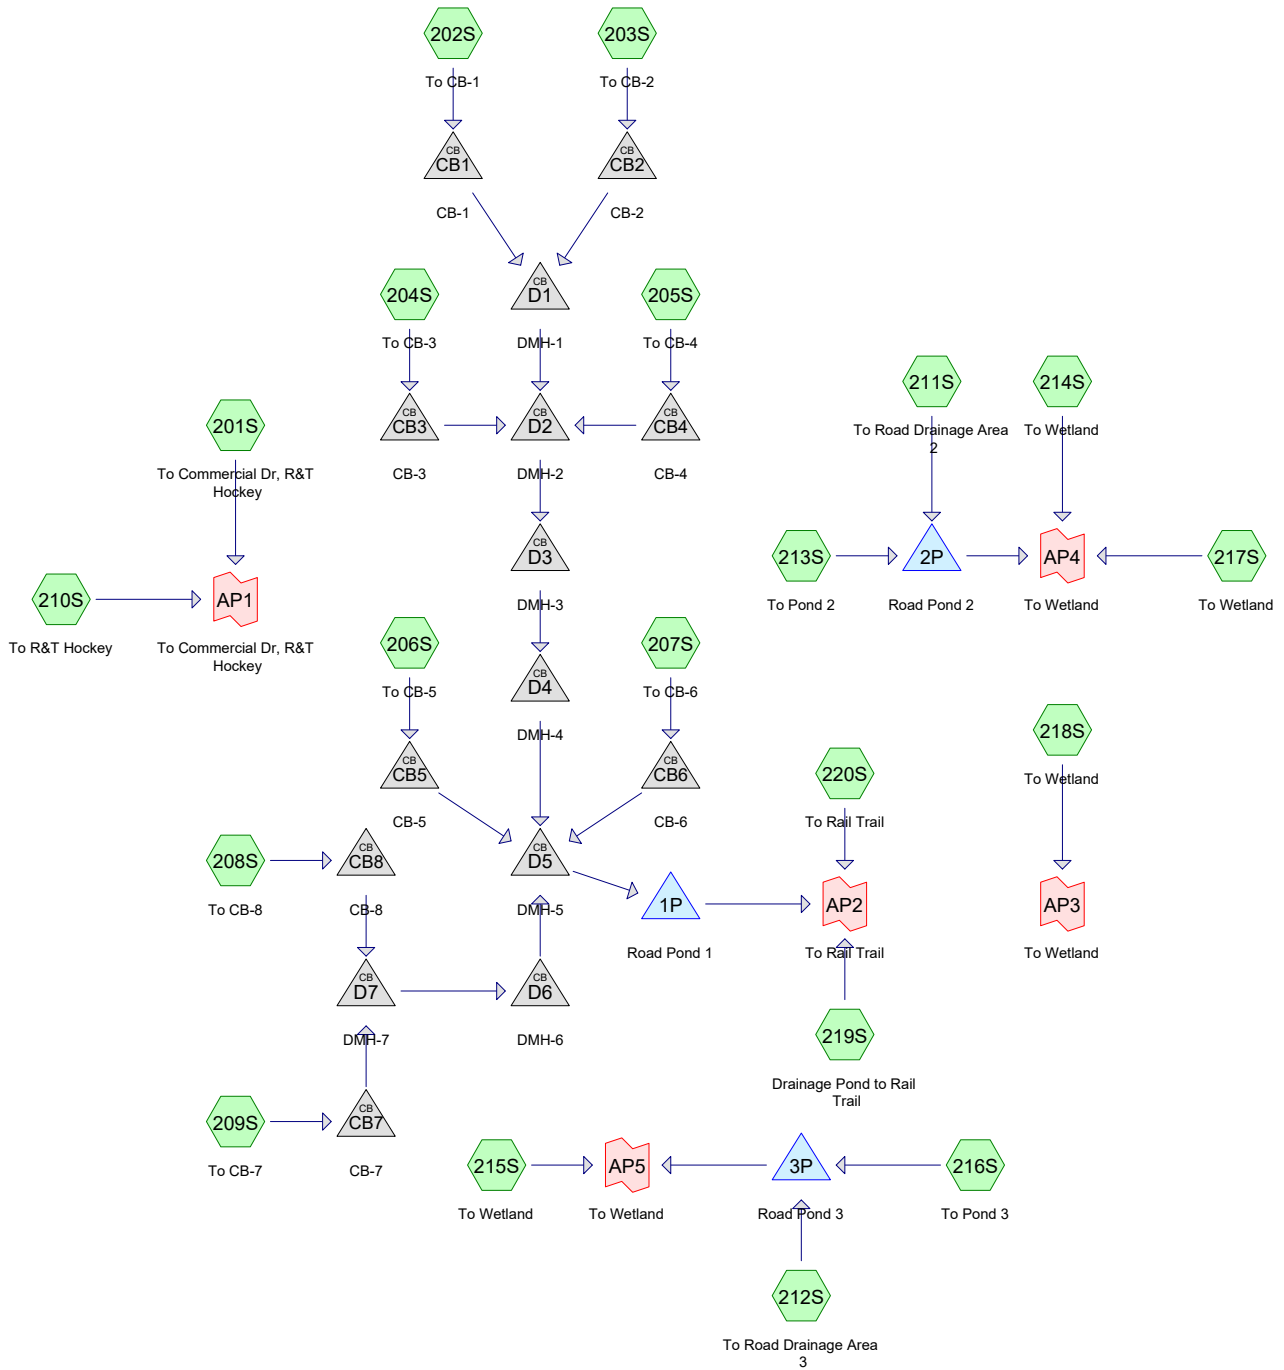 202S
203S
To CB-1
To CB-2
CB
CB1
CB
CB2
CB-1
CB-2
204S
CB
D1
205S
To CB-3
DMH-1
To CB-4
211S
214S
201S
CB
CB3
CB
D2
CB
CB4
To Road Drainage Area
2
To Wetland
To Commercial Dr, R&T
Hockey
CB-3
DMH-2
CB-4
CB
D3
213S
2P
AP4
217S
210S
AP1
DMH-3
To Pond 2
Road Pond 2
To Wetland
To Wetland
To R&T Hockey
To Commercial Dr, R&T
Hockey
206S
207S
CB
D4
To CB-5
To CB-6
DMH-4
218S
CB
CB5
CB
CB6
220S
To Wetland
CB-5
CB-6
To Rail Trail
208S
CB
CB8
CB
D5
1P
AP2
AP3
To CB-8
CB-8
DMH-5
Road Pond 1
To Rail Trail
To Wetland
CB
D7
CB
D6
219S
DMH-7
DMH-6
Drainage Pond to Rail
Trail
209S
CB
CB7
To CB-7
CB-7
215S
AP5
3P
216S
To Wetland
To Wetland
Road Pond 3
To Pond 3
212S
To Road Drainage Area
3